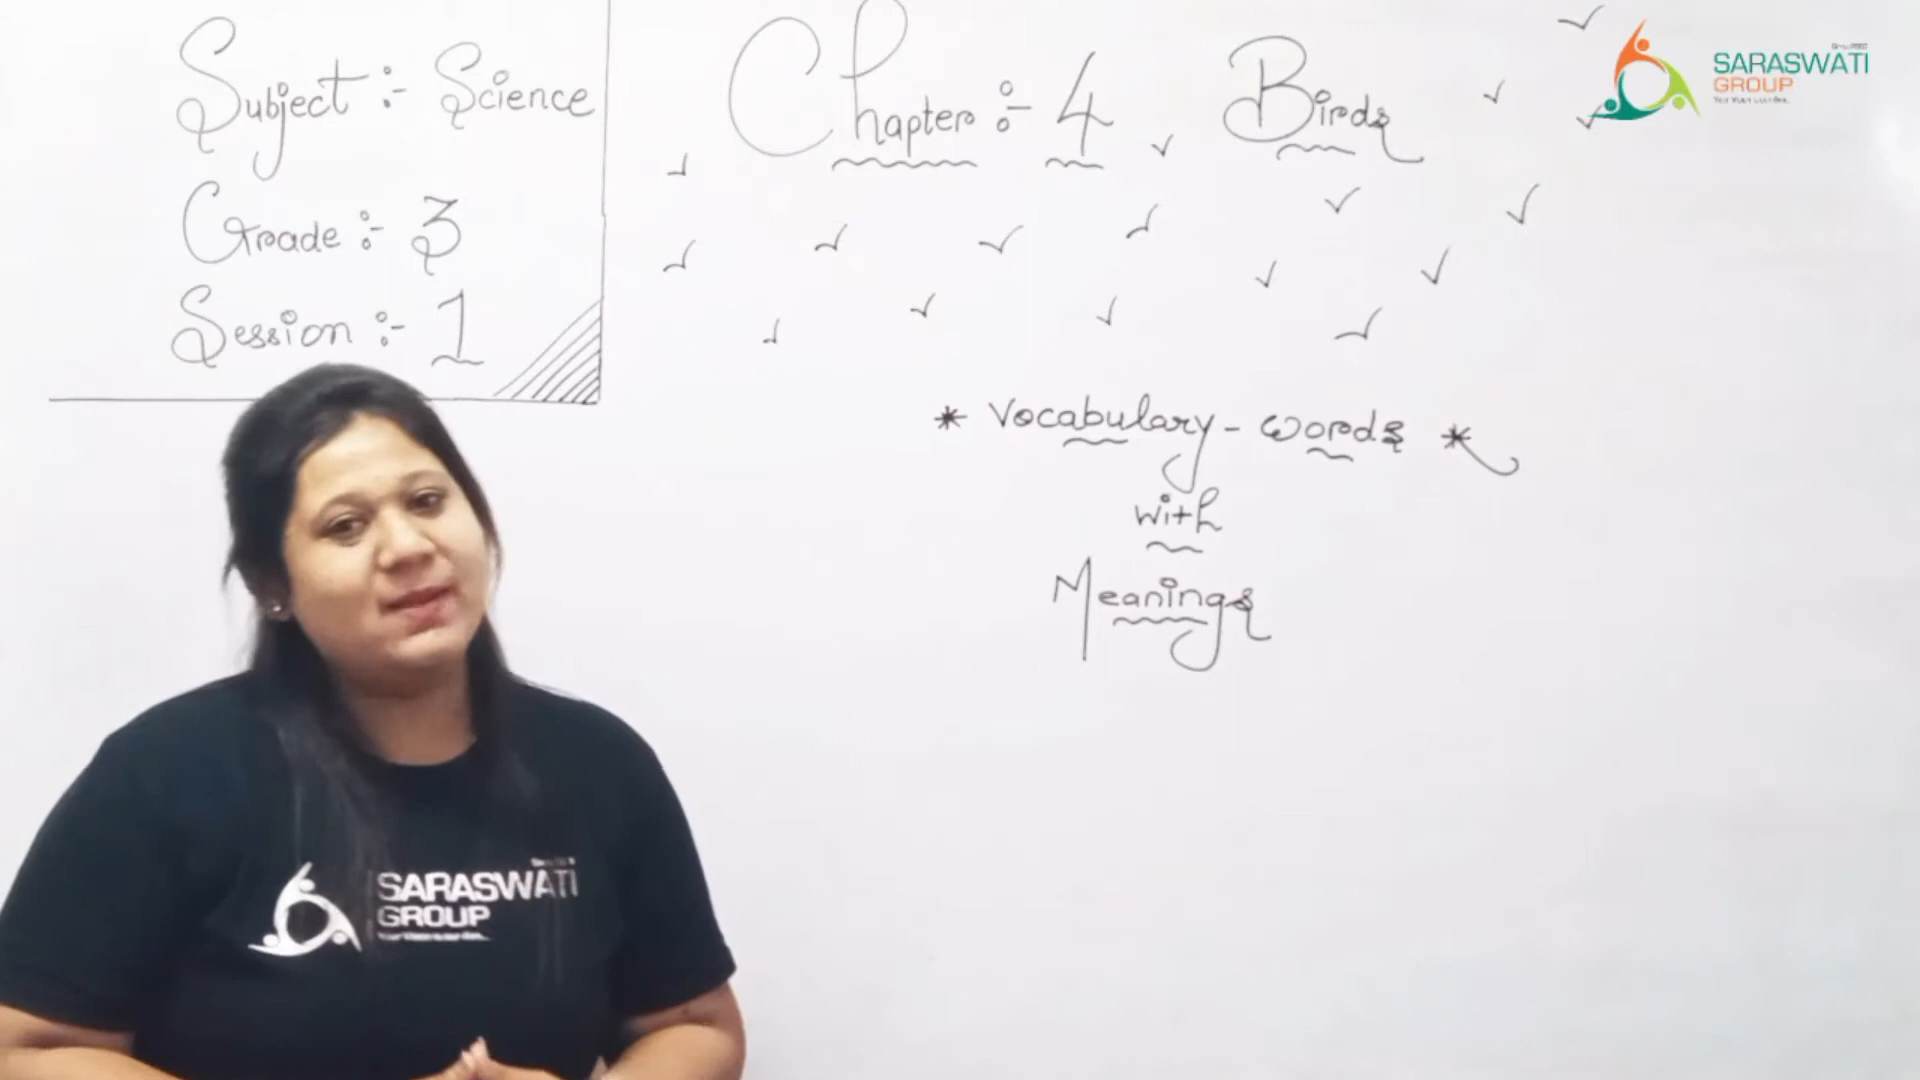 Subject :- Science
Grade :- 3
Session :- 1
Chapter :- 4 Birds
* Vocabulary - words *
with
Meanings
SARASWATI
GROUP
SARASWATI
GROUP